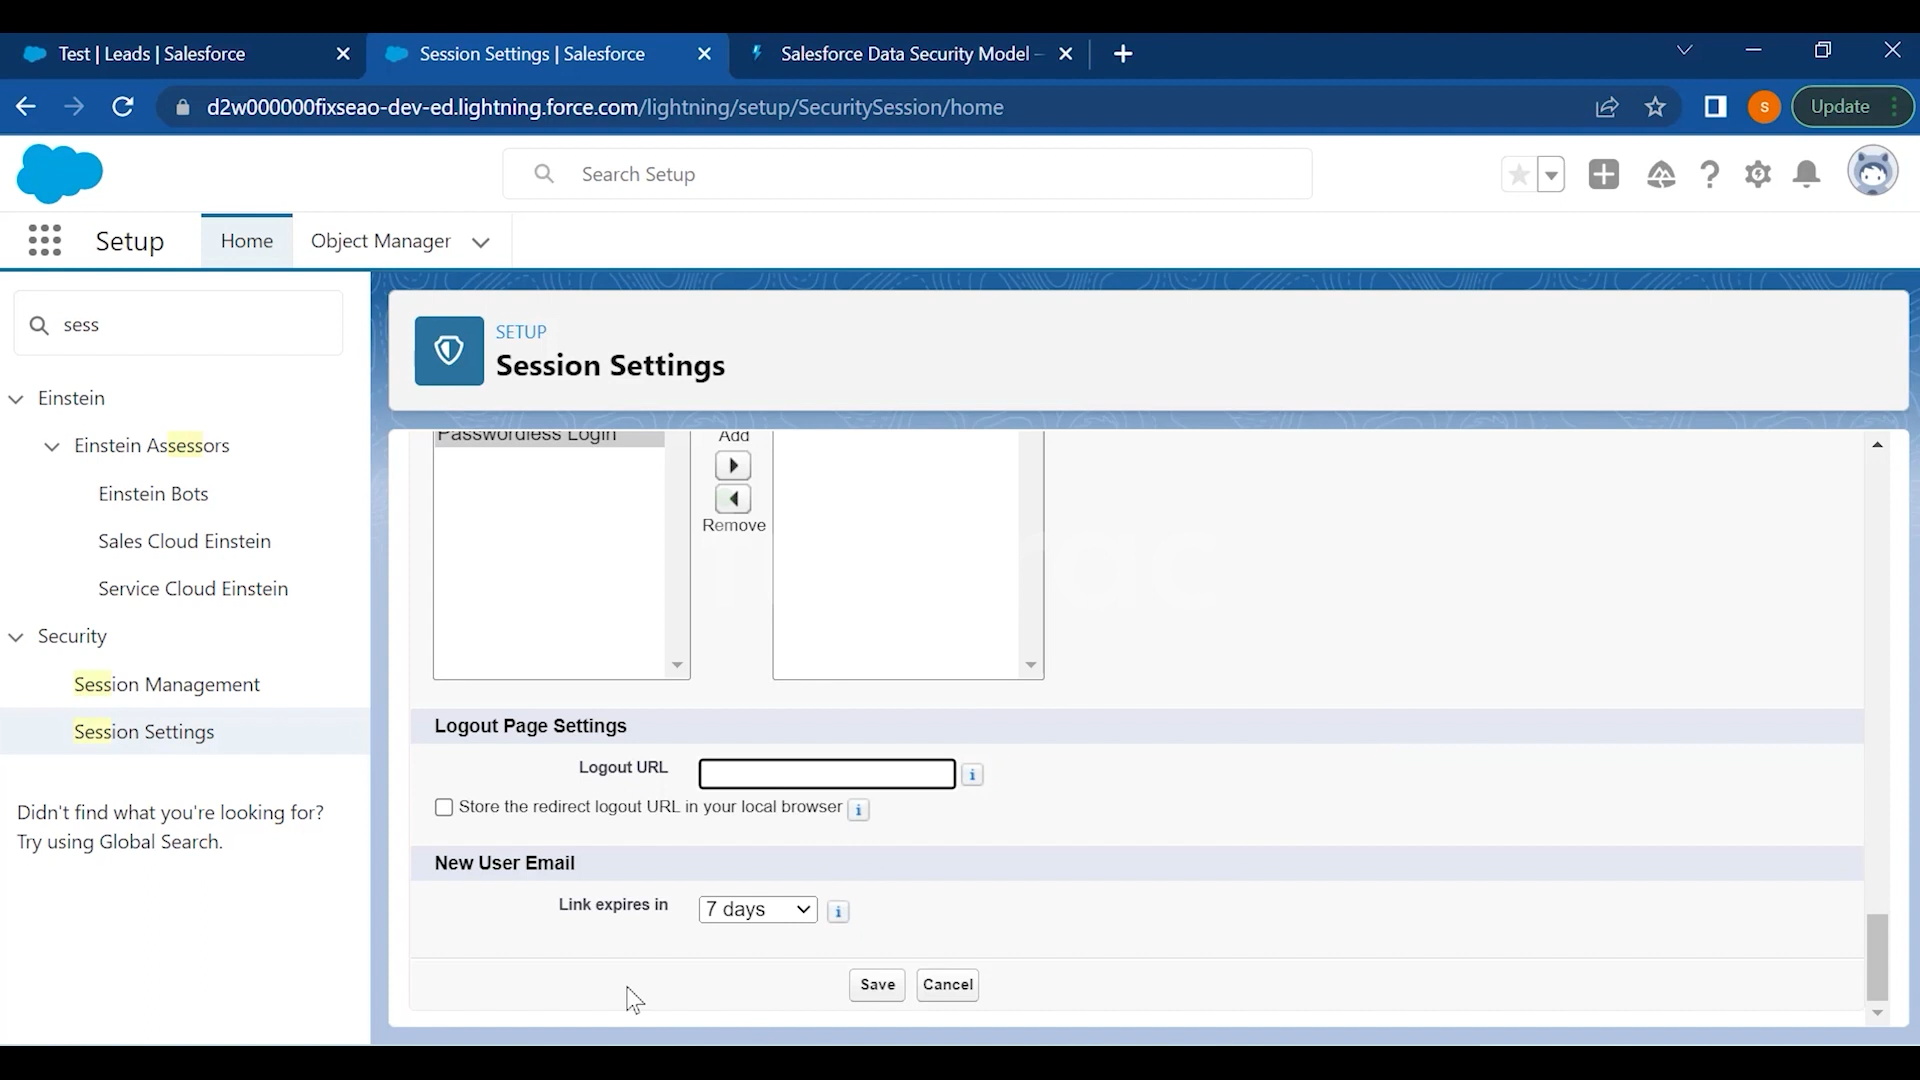 Test | Leads | Salesforce
Session Settings | Salesforce
Salesforce Data Security Model –
d2w000000fixseao-dev-ed.lightning.force.com/lightning/setup/SecuritySession/home
S
Update
Search Setup
Setup
Home
Object Manager
sess
SETUP
Session Settings
Einstein
Einstein Assessors
Einstein Bots
Sales Cloud Einstein
Service Cloud Einstein
Security
Session Management
Session Settings
Didn't find what you're looking for?
Try using Global Search.
Passwordless Login
Add
Remove
Logout Page Settings
Logout URL
Store the redirect logout URL in your local browser
New User Email
Link expires in
7 days
Save
Cancel